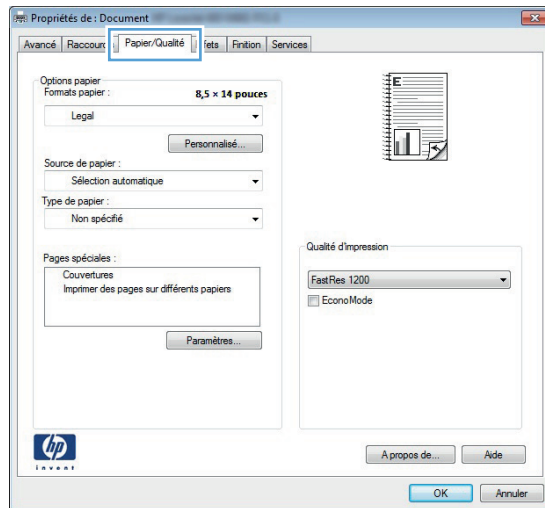 Propriétés de : Document
Avancé Raccourc Papier/Qualité fets Finition Services
Options papier
Formats papier : 8,5 × 14 pouces
Legal
Personnalisé...
Source de papier :
Sélection automatique
Type de papier :
Non spécifié
Pages spéciales :
Couvertures
Imprimer des pages sur différents papiers
Paramètres...
E
Qualité d'impression
FastRes 1200
EconoMode
hp
invent
A propos de... Aide
OK Annuler